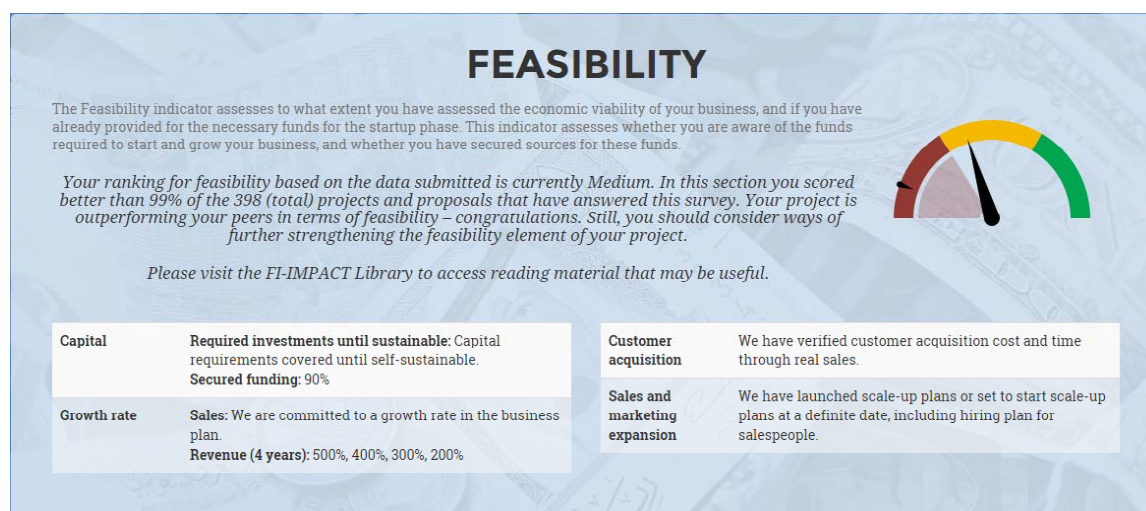 FEASIBILITY
The Feasibility indicator assesses to what extent you have assessed the economic viability of your business, and if you have
already provided for the necessary funds for the startup phase. This indicator assesses whether you are aware of the funds
required to start and grow your business, and whether you have secured sources for these funds.
Your ranking for feasibility based on the data submitted is currently Medium. In this section you scored
better than 99% of the 398 (total) projects and proposals that have answered this survey. Your project is
outperforming your peers in terms of feasibility – congratulations. Still, you should consider ways of
further strengthening the feasibility element of your project.
Please visit the FI-IMPACT Library to access reading material that may be useful.
Capital
Required investments until sustainable: Capital
requirements covered until self-sustainable.
Secured funding: 90%
Growth rate
Sales: We are committed to a growth rate in the business
plan.
Revenue (4 years): 500%, 400%, 300%, 200%
Customer
acquisition
We have verified customer acquisition cost and time
through real sales.
Sales and
marketing
expansion
We have launched scale-up plans or set to start scale-up
plans at a definite date, including hiring plan for
salespeople.